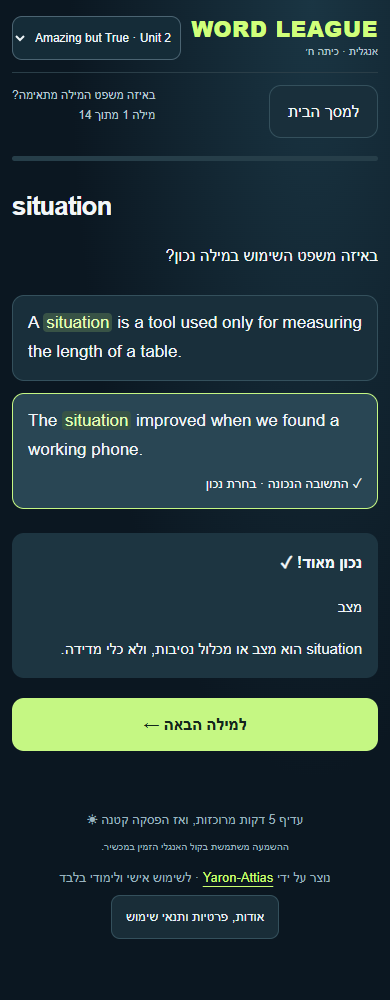 WORD LEAGUE
אנגלית · כיתה ח׳
Amazing but True · Unit 2
למסך הבית
באיזה משפט המילה מתאימה?
מילה 1 מתוך 14
situation
באיזה משפט השימוש במילה נכון?
A situation is a tool used only for measuring
the length of a table.
The situation improved when we found a
working phone.
✓ התשובה הנכונה · בחרת נכון
נכון מאוד! ✓
מצב
situation הוא מצב או מכלול נסיבות, ולא כלי מדידה.
למילה הבאה ←
עדיף 5 דקות מרוכזות, ואז הפסקה קטנה ☀
ההשמעה משתמשת בקול האנגלי הזמין במכשיר.
נוצר על ידי Yaron-Attias · לשימוש אישי ולימודי בלבד
אודות, פרטיות ותנאי שימוש